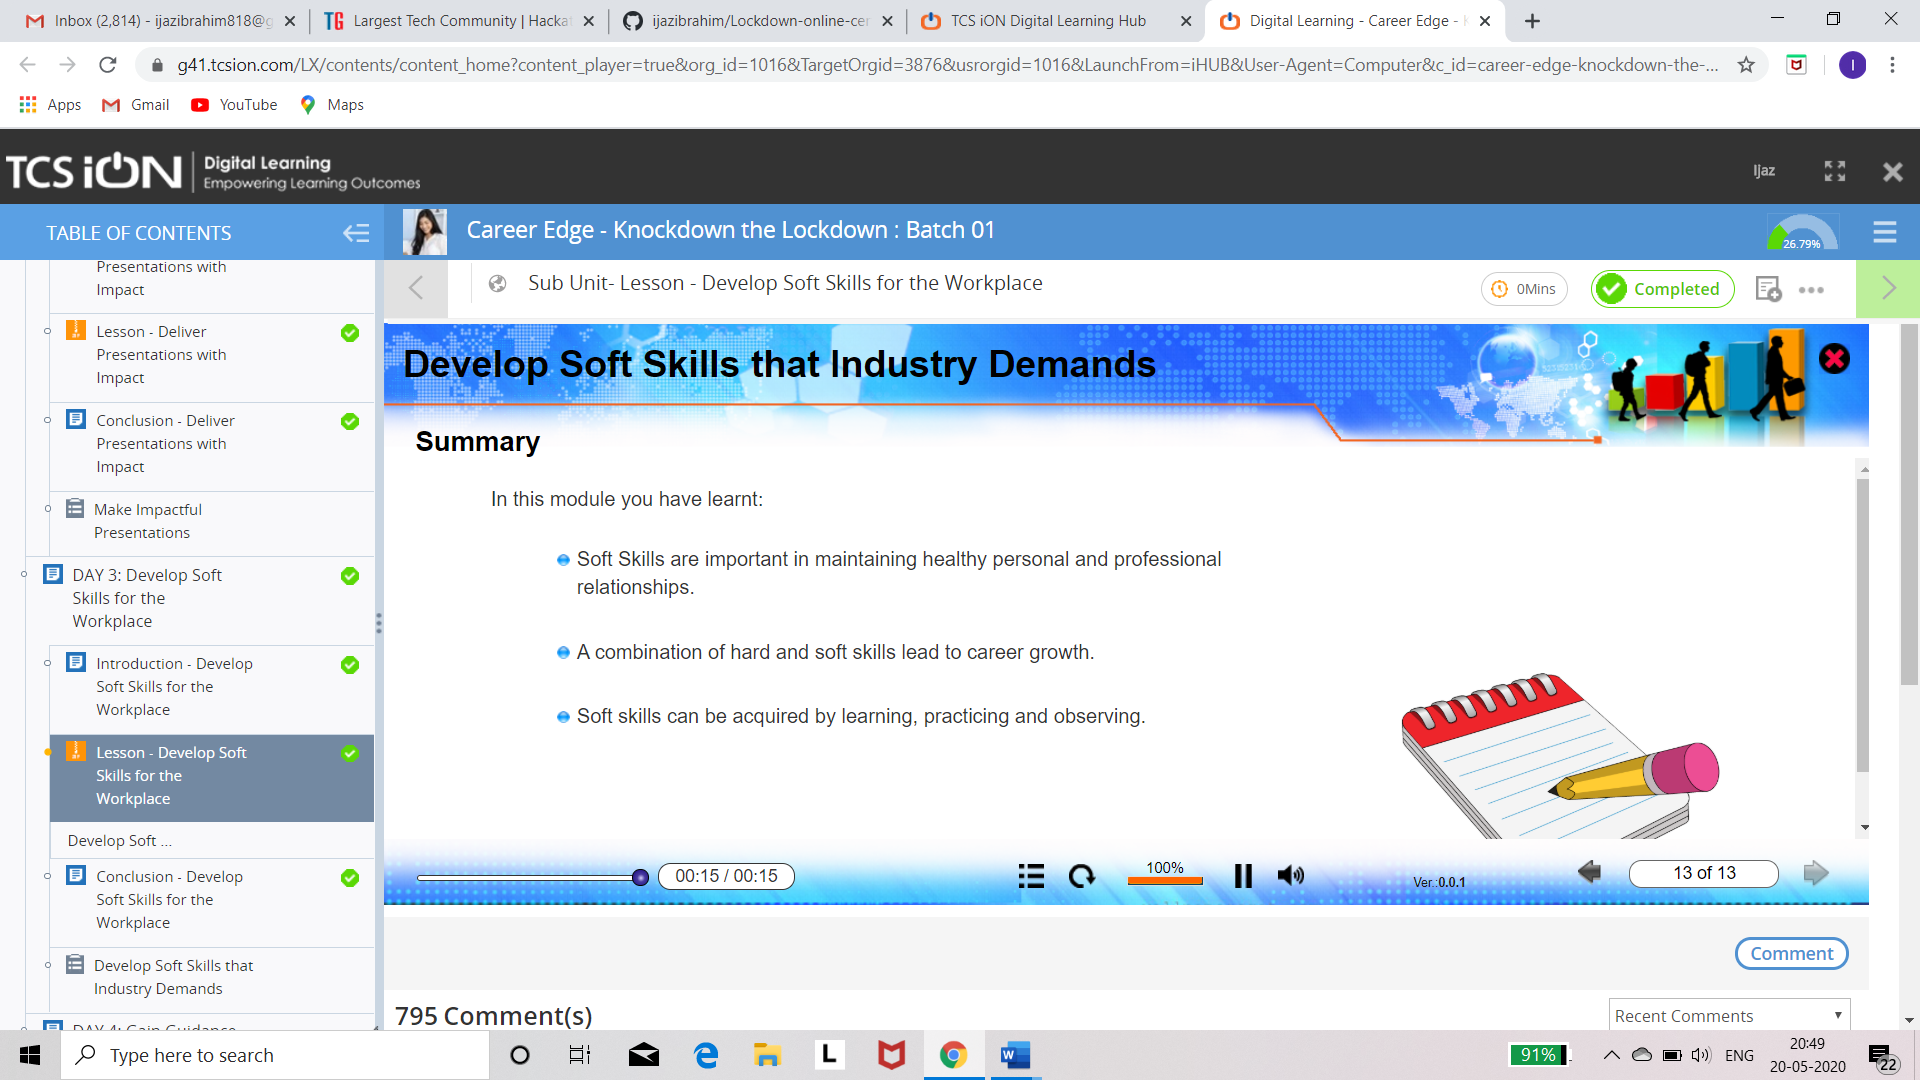 Inbox (2,814) - ijazibrahim818@g
Largest Tech Community | Hacka
ijazibrahim/Lockdown-online-cer
TCS iON Digital Learning Hub
Digital Learning - Career Edge -
g41.tcsion.com/LX/contents/content_home?content_player=true&org_id=1016&TargetOrgid=3876&usrorgid=1016&LaunchFrom=iHUB&User-Agent=Computer&c_id=career-edge-knockdown-the-...
I
Apps
Gmail
YouTube
Maps
TCS iON
Digital Learning
Empowering Learning Outcomes
Ijaz
TABLE OF CONTENTS
Career Edge - Knockdown the Lockdown : Batch 01
26.79%
Presentations with
Impact
Lesson - Deliver
Presentations with
Impact
Conclusion - Deliver
Presentations with
Impact
Make Impactful
Presentations
DAY 3: Develop Soft
Skills for the
Workplace
Introduction - Develop
Soft Skills for the
Workplace
Lesson - Develop Soft
Skills for the
Workplace
Develop Soft ...
Conclusion - Develop
Soft Skills for the
Workplace
Develop Soft Skills that
Industry Demands
DAY 4: Gain Guidance
Sub Unit- Lesson - Develop Soft Skills for the Workplace
0Mins
Completed
Develop Soft Skills that Industry Demands
Summary
In this module you have learnt:
Soft Skills are important in maintaining healthy personal and professional
relationships.
A combination of hard and soft skills lead to career growth.
Soft skills can be acquired by learning, practicing and observing.
00:15 / 00:15
100%
Ver.:0.0.1
13 of 13
Comment
795 Comment(s)
Recent Comments
Type here to search
L
91%
ENG
20:49
20-05-2020
22